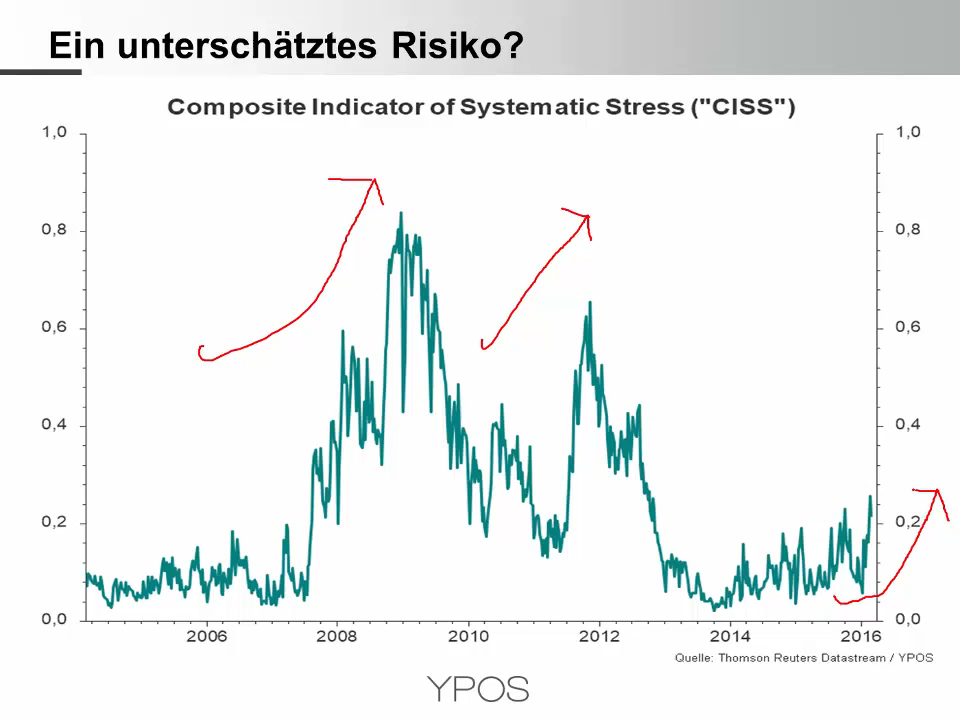 Ein unterschätztes Risiko?
Composite Indicator of Systematic Stress ("CISS")
1,0 1,0
0,8 0,8
0,6 0,6
0,4 0,4
0,2 0,2
0,0 0,0
2006 2008 2010 2012 2014 2016
Quelle: Thomson Reuters Datastream / YPOS
YPOS